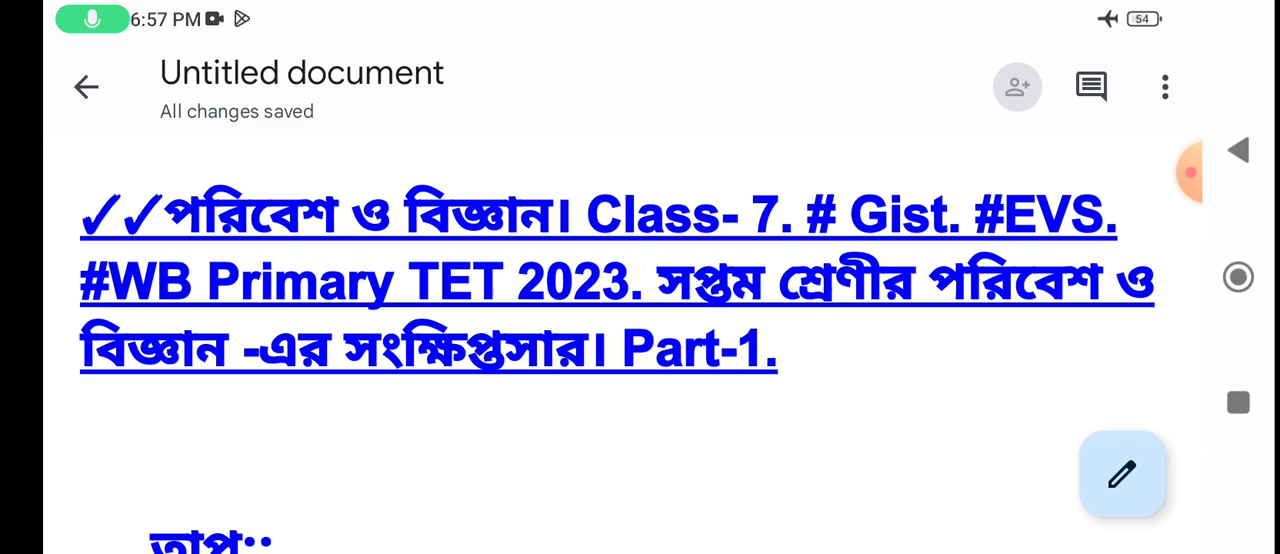 6:57 PM
54
Untitled document
All changes saved
✓✓পরিবেশ ও বিজ্ঞান। Class- 7. # Gist. #EVS.
#WB Primary TET 2023. সপ্তম শ্রেণীর পরিবেশ ও
বিজ্ঞান -এর সংক্ষিপ্তসার। Part-1.
তাপ::